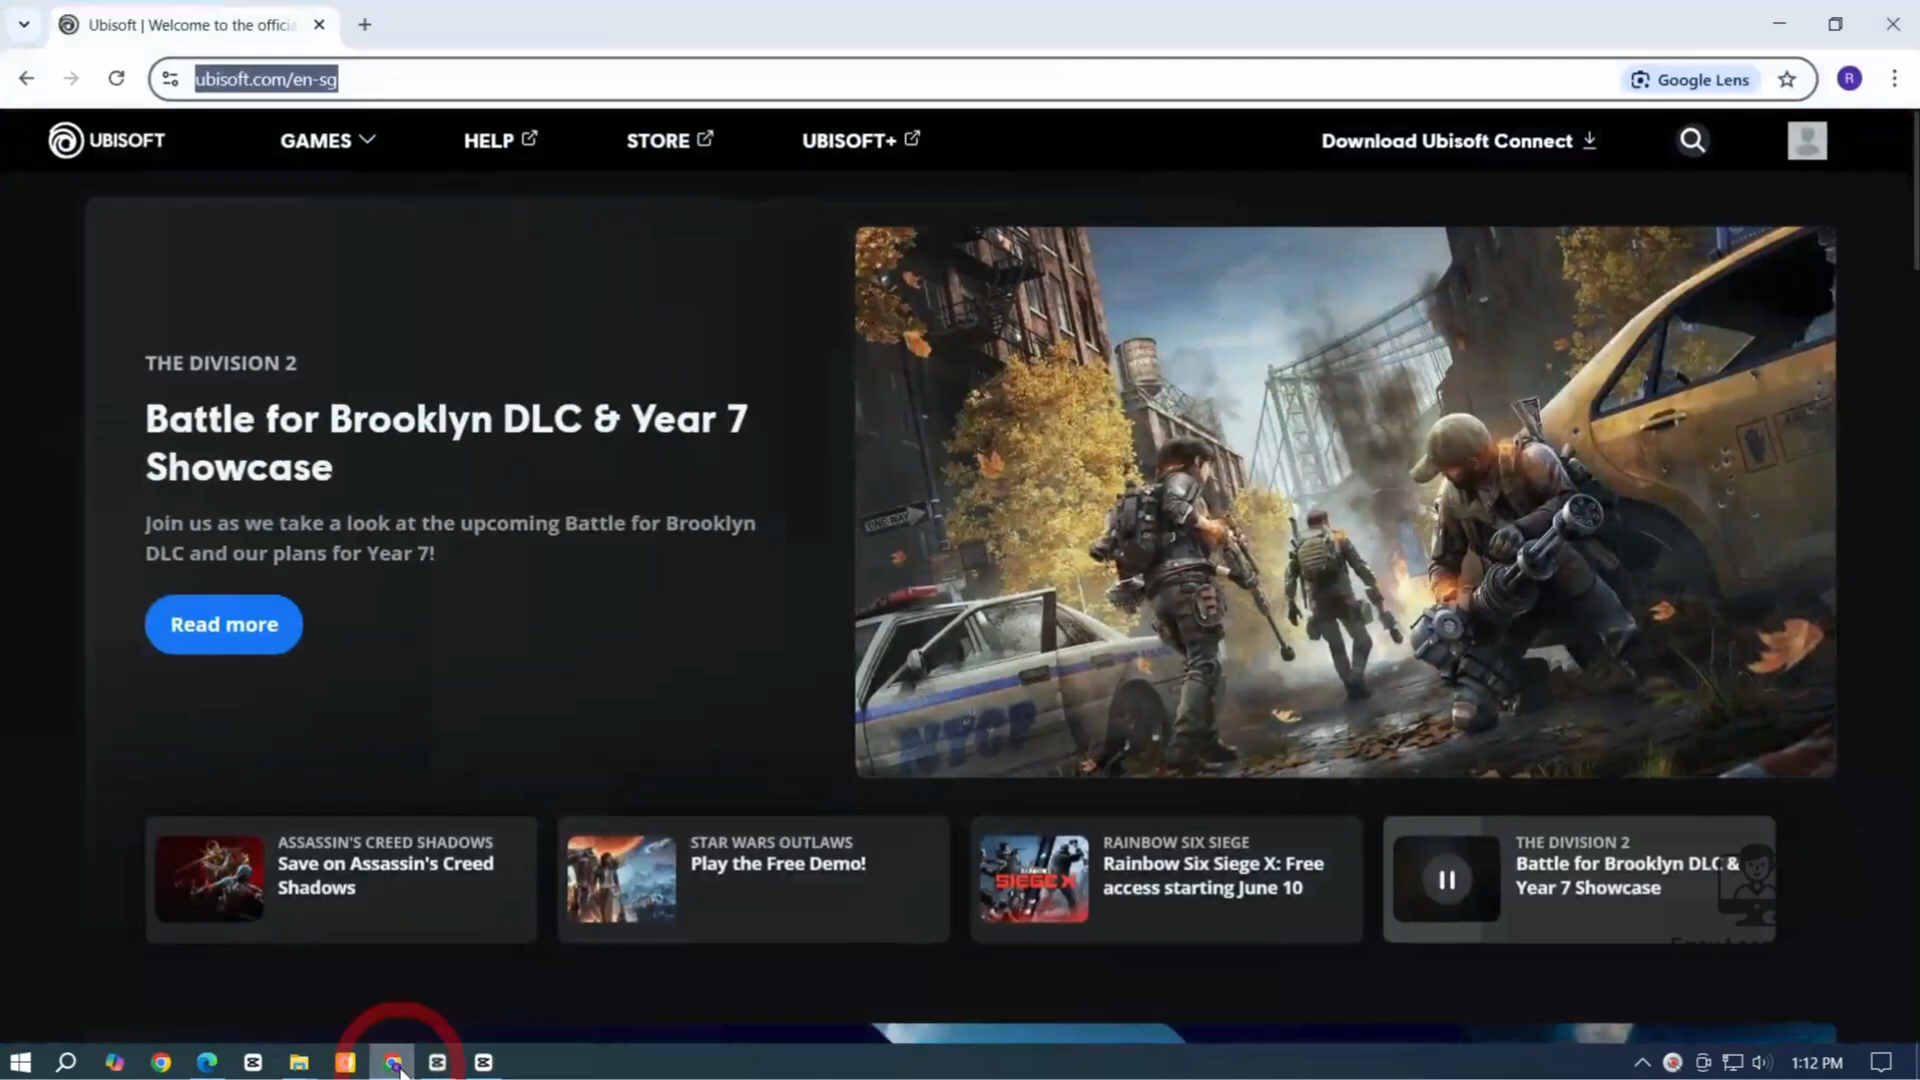 Ubisoft | Welcome to the officia
ubisoft.com/en-sg
Google Lens
R
UBISOFT
GAMES
HELP
STORE
UBISOFT+
Download Ubisoft Connect
THE DIVISION 2
Battle for Brooklyn DLC & Year 7
Showcase
Join us as we take a look at the upcoming Battle for Brooklyn
DLC and our plans for Year 7!
Read more
ONE WAY
ASSASSIN'S CREED SHADOWS
Save on Assassin's Creed
Shadows
STAR WARS OUTLAWS
Play the Free Demo!
RAINBOW SIX SIEGE
Rainbow Six Siege X: Free
access starting June 10
SIEGE X
THE DIVISION 2
Battle for Brooklyn DLC &
Year 7 Showcase
1:12 PM